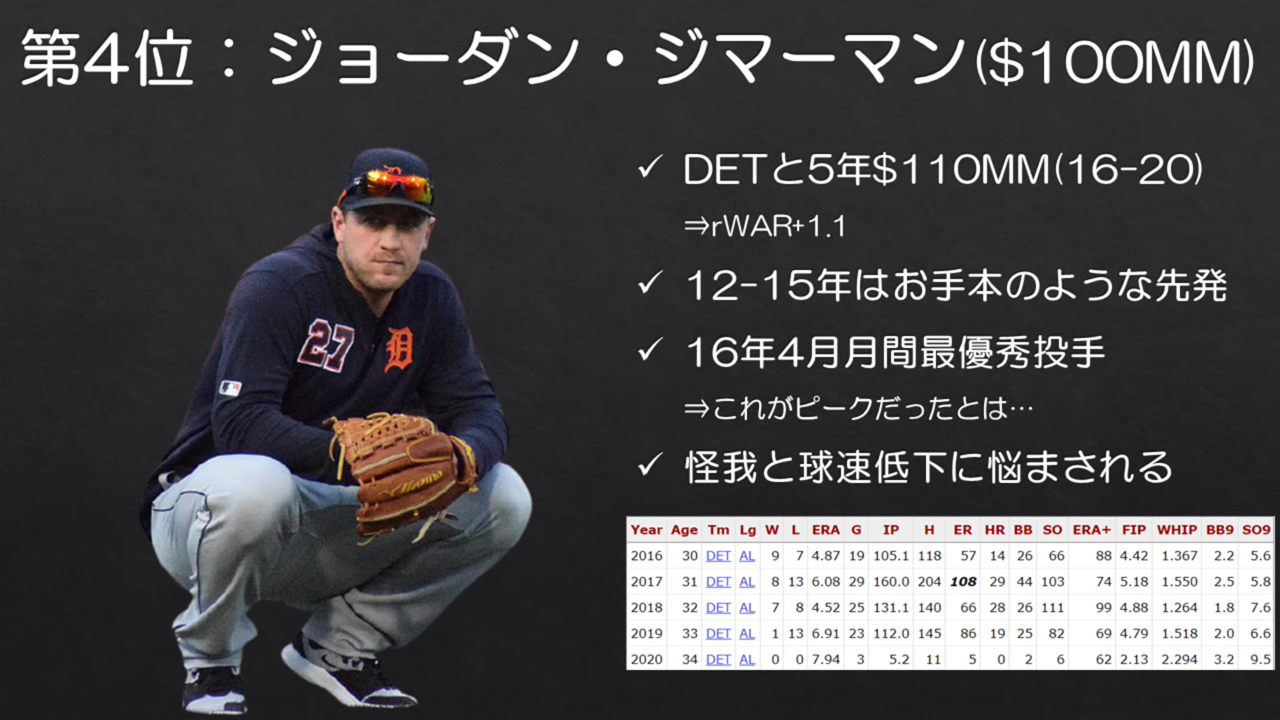 第4位：ジョーダン・ジマーマン($100MM)
✓ DETと5年$110MM(16-20)
⇒rWAR+1.1
✓ 12-15年はお手本のような先発
✓ 16年4月月間最優秀投手
⇒これがピークだったとは…
✓ 怪我と球速低下に悩まされる
27 D
Year Age Tm Lg W L ERA G IP H ER HR BB SO ERA+ FIP WHIP BB9 SO9
2016 30 DET AL 9 7 4.87 19 105.1 118 57 14 26 66 88 4.42 1.367 2.2 5.6
2017 31 DET AL 8 13 6.08 29 160.0 204 108 29 44 103 74 5.18 1.550 2.5 5.8
2018 32 DET AL 7 8 4.52 25 131.1 140 66 28 26 111 99 4.88 1.264 1.8 7.6
2019 33 DET AL 1 13 6.91 23 112.0 145 86 19 25 82 69 4.79 1.518 2.0 6.6
2020 34 DET AL 0 0 7.94 3 5.2 11 5 0 2 6 62 2.13 2.294 3.2 9.5